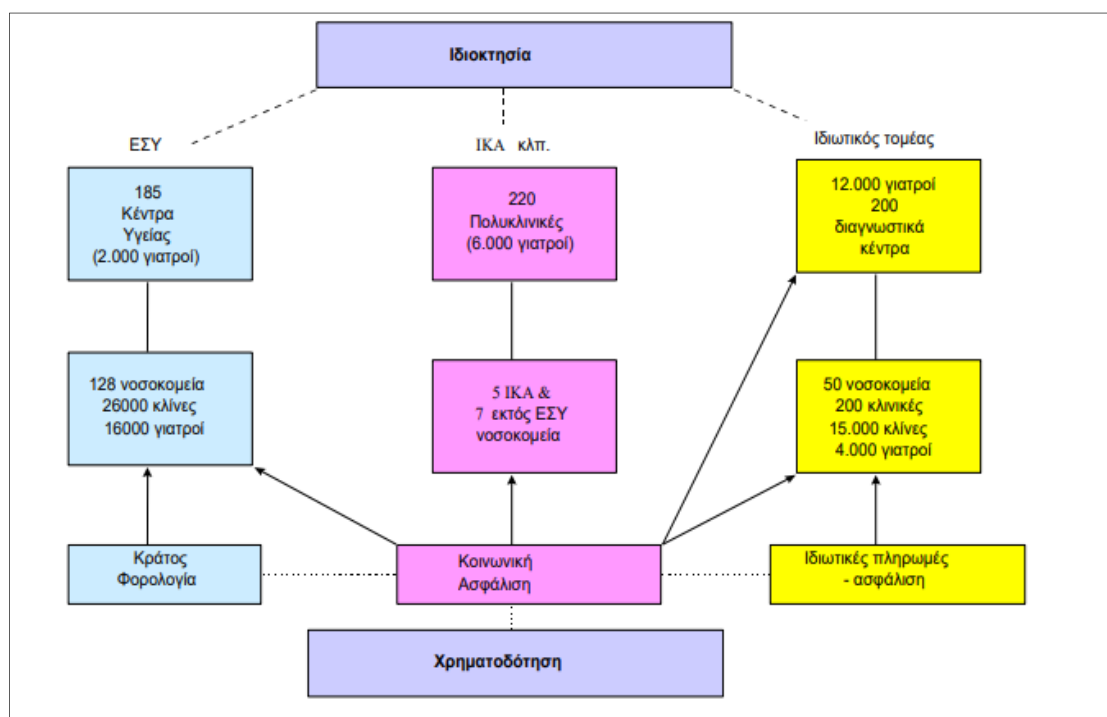 Ιδιοκτησία
ΕΣΥ
ΙΚΑ κλπ.
Ιδιωτικός τομέας
185
Κέντρα
Υγείας
(2.000 γιατροί)
220
Πολυκλινικές
(6.000 γιατροί)
12.000 γιατροί
200
διαγνωστικά
κέντρα
128 νοσοκομεία
26000 κλίνες
16000 γιατροί
5 ΙΚΑ &
7 εκτός ΕΣΥ
νοσοκομεία
50 νοσοκομεία
200 κλινικές
15.000 κλίνες
4.000 γιατροί
Κράτος
Φορολογία
Κοινωνική
Ασφάλιση
Ιδιωτικές πληρωμές
- ασφάλιση
Χρηματοδότηση